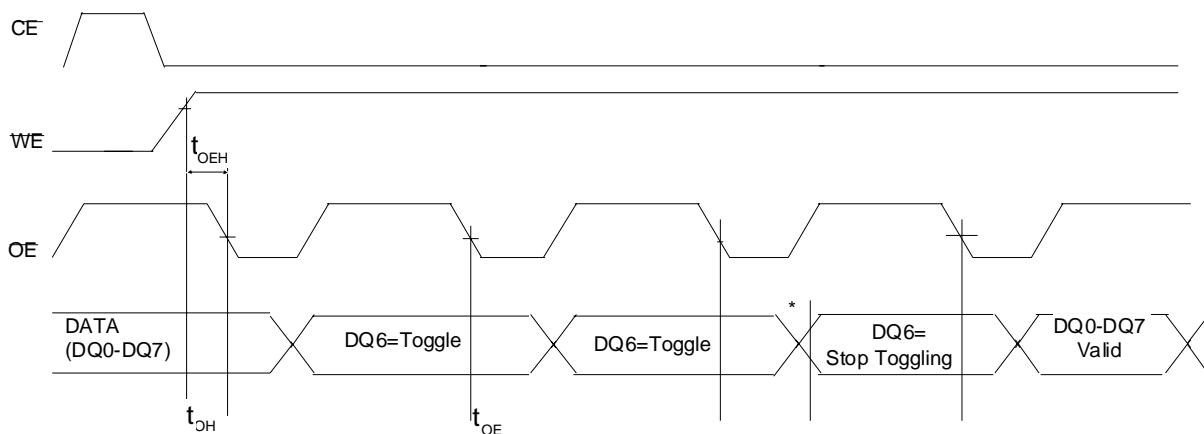 CE
WE
tOEH
OE
*
DATA
(DQ0-DQ7)
DQ6=Toggle
DQ6=Toggle
DQ6=
Stop Toggling
DQ0-DQ7
Valid
tOH
tOE